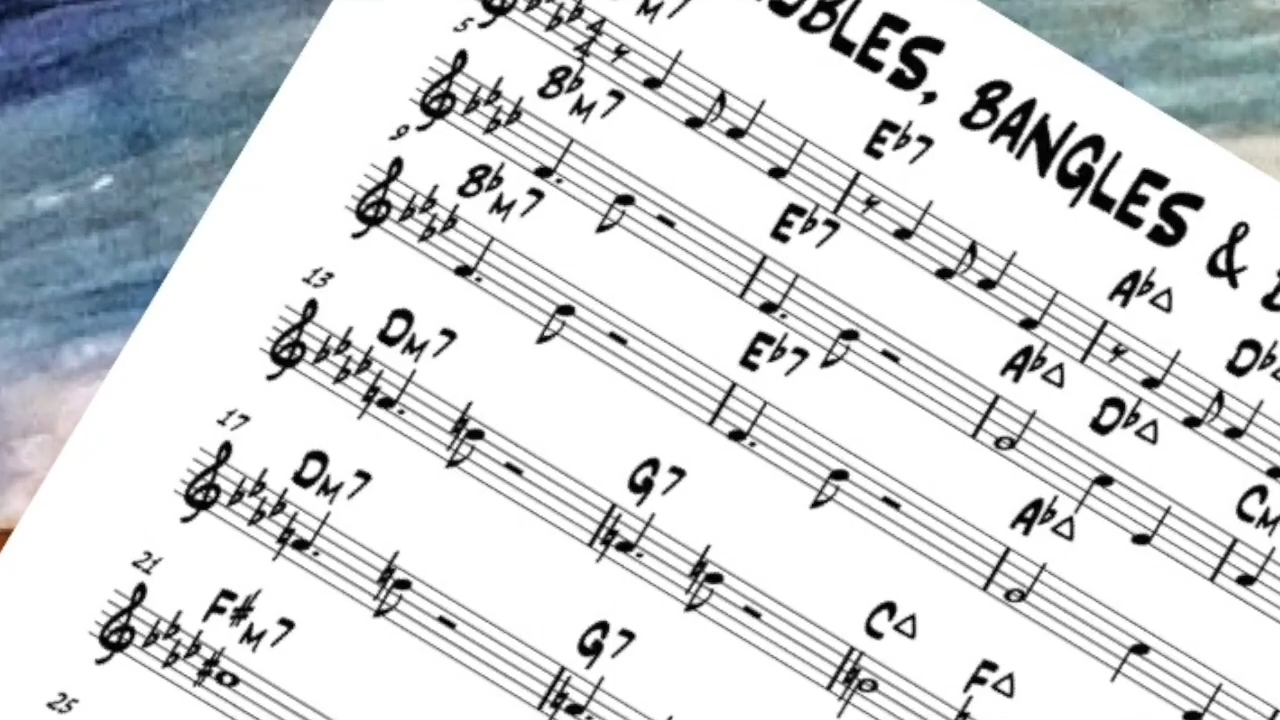 BANGLES &
M7 Eb7 Ab△ Db△
5
Bbm7 Eb7 Ab△ Db△ Cm
9
Bbm7 Eb7 Ab△
13
Dm7 G7 C△ F△
17
Dm7 G7
21
F#m7
25